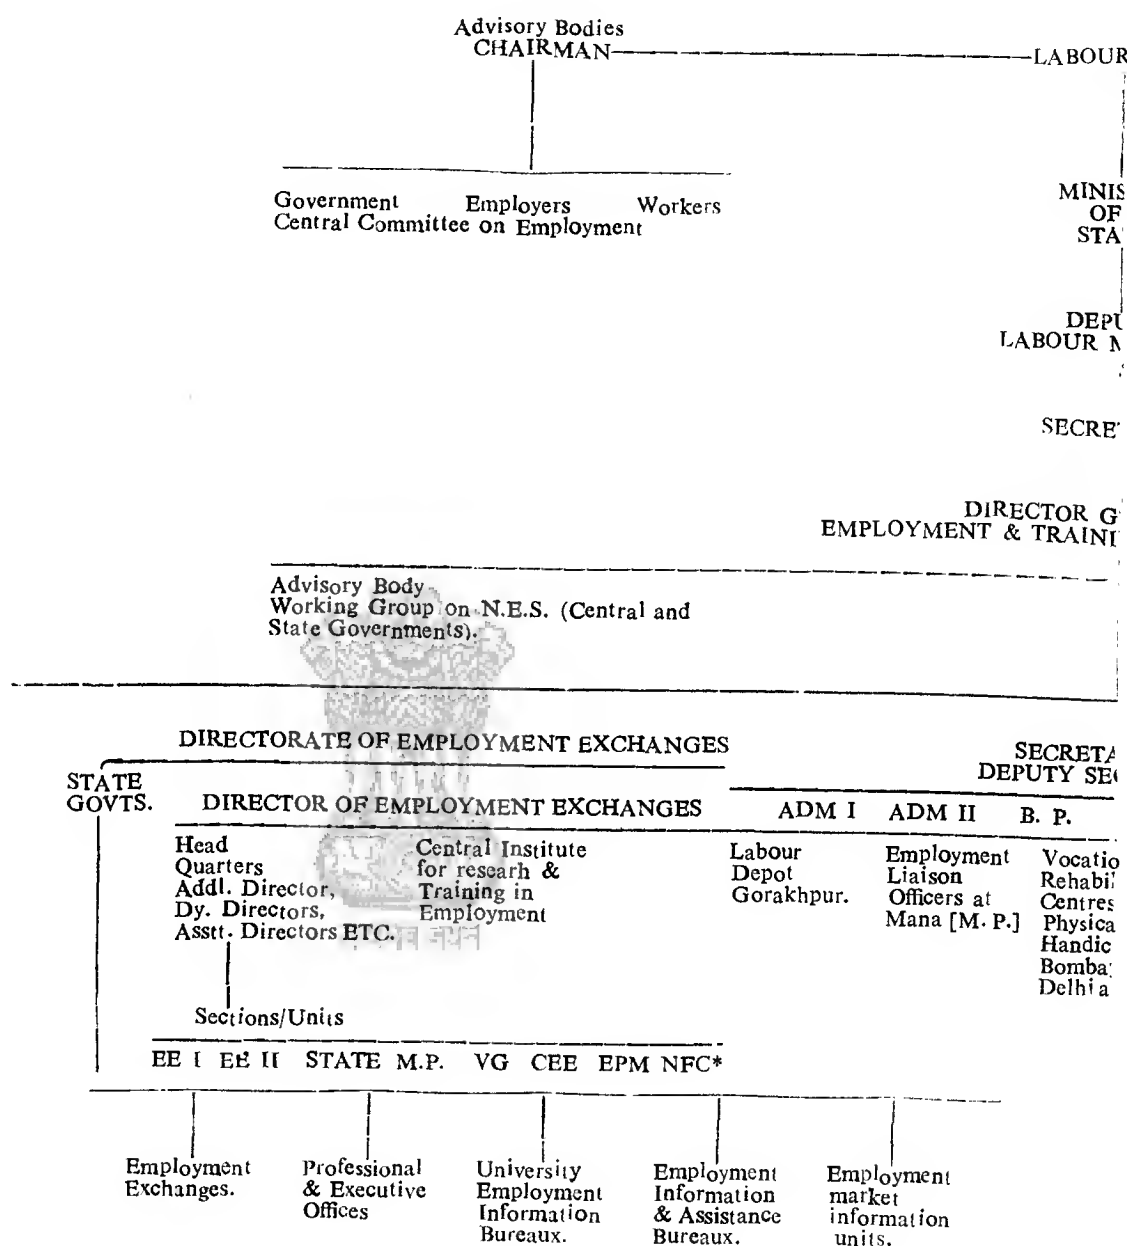 Advisory Bodies
CHAIRMAN LABOUR
Government Employers Workers
Central Committee on Employment
MINIS
OF
STA
DEPU
LABOUR M
SECRE
DIRECTOR G
EMPLOYMENT & TRAINI
Advisory Body
Working Group on N.E.S. (Central and
State Governments).
DIRECTORATE OF EMPLOYMENT EXCHANGES
SECRETA
DEPUTY SE
STATE
GOVTS.
DIRECTOR OF EMPLOYMENT EXCHANGES
ADM I ADM II B. P.
Head
Quarters
Addl. Director,
Dy. Directors,
Asstt. Directors ETC.
Central Institute
for researh &
Training in
Employment
Labour
Depot
Gorakhpur.
Employment
Liaison
Officers at
Mana [M. P.]
Vocatio
Rehabil
Centres
Physica
Handic
Bomba
Delhi a
Sections/Units
EE I EE II STATE M.P. VG CEE EPM NFC*
Employment
Exchanges.
Professional
& Executive
Offices
University
Employment
Information
Bureaux.
Employment
Information
& Assistance
Bureaux.
Employment
market
information
units.